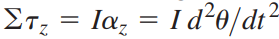 Στ_z = Iα_z = I d²θ/dt²